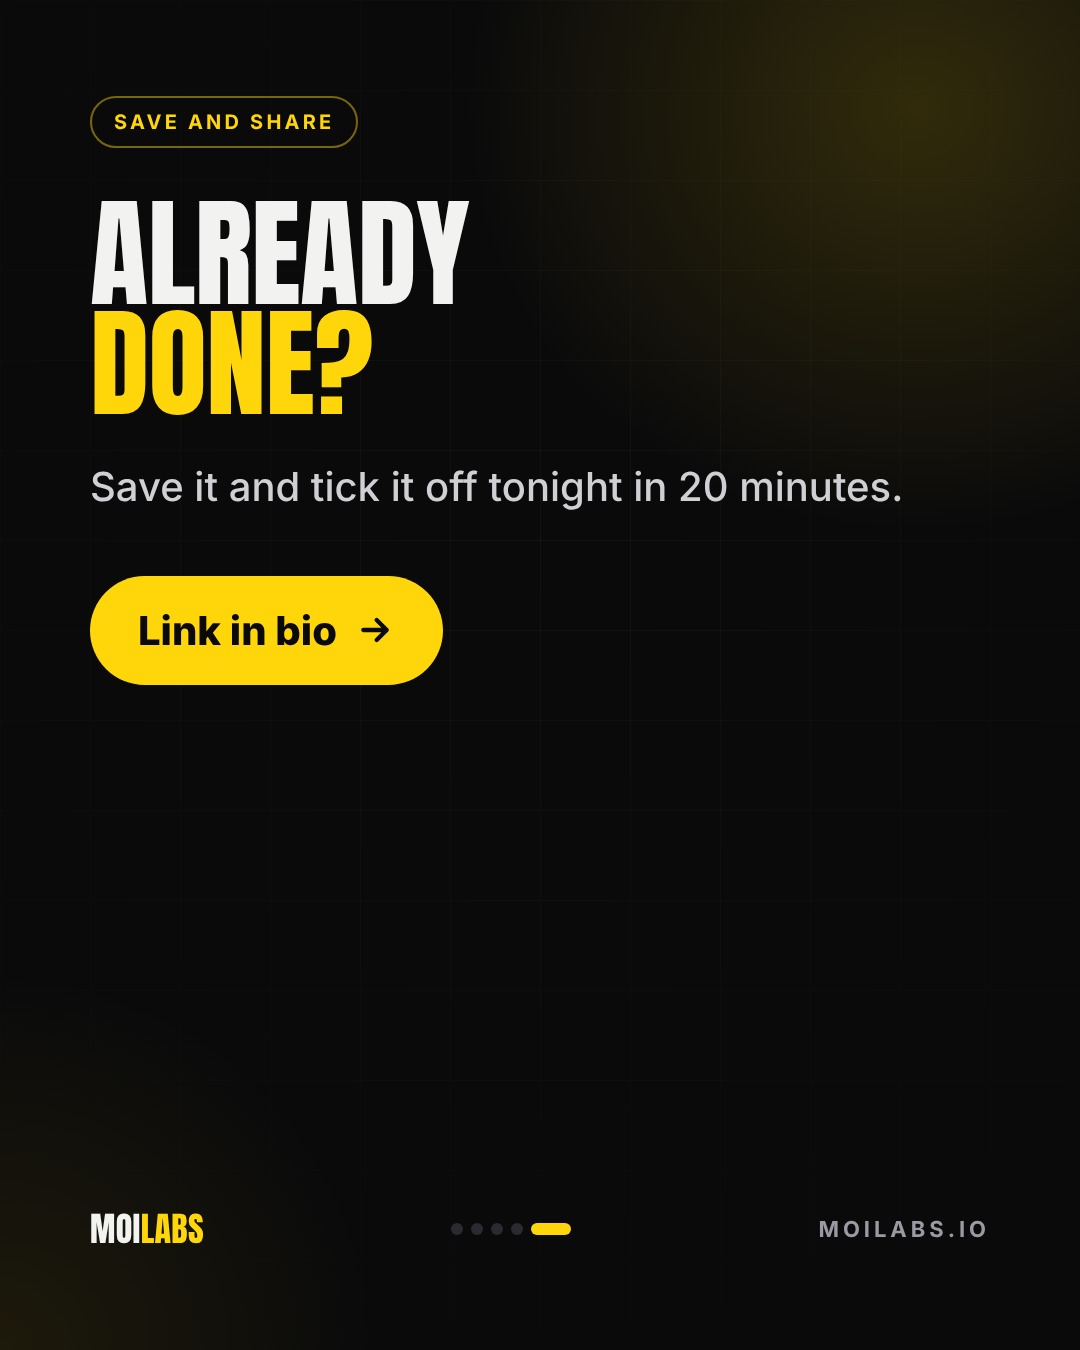 SAVE AND SHARE
ALREADY
DONE?
Save it and tick it off tonight in 20 minutes.
Link in bio →
MOILABS
MOILABS.IO